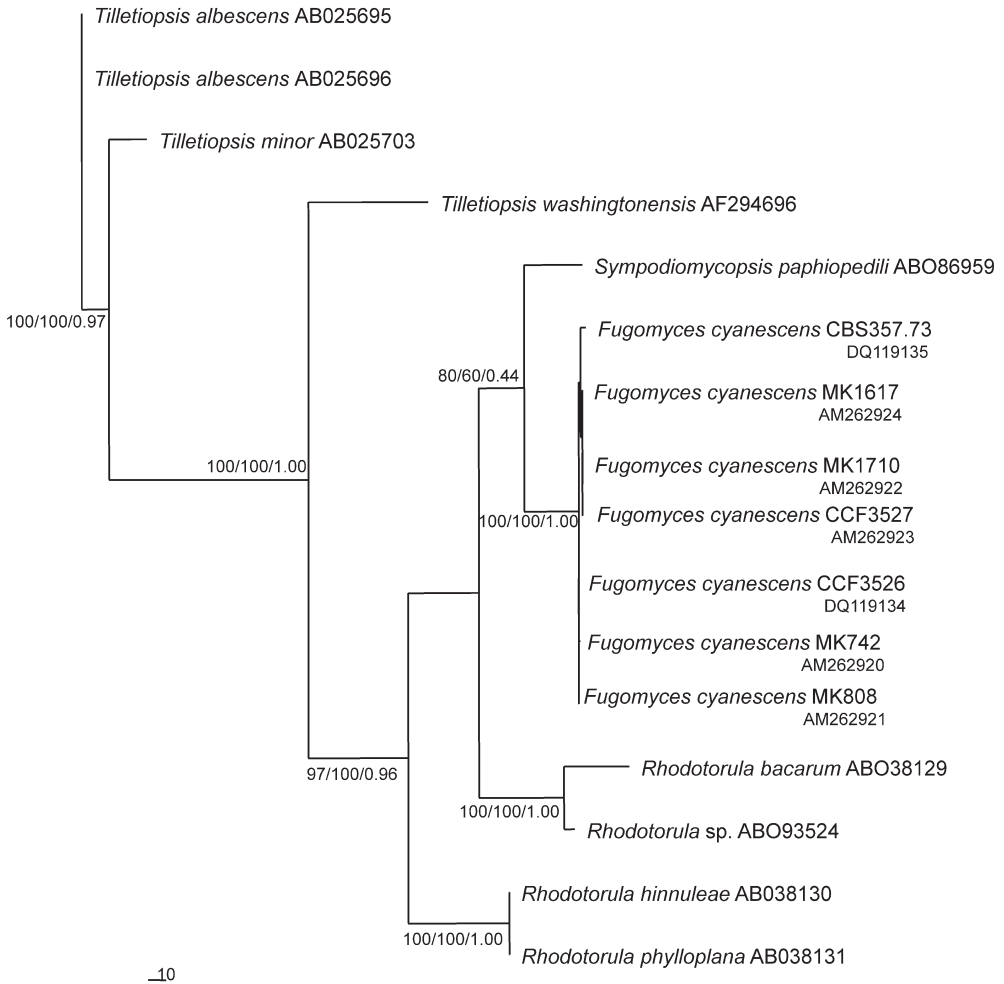 Tilletiopsis albescens AB025695
Tilletiopsis albescens AB025696
Tilletiopsis minor AB025703
Tilletiopsis washingtonensis AF294696
Sympodiomycopsis paphiopedili ABO86959
100/100/0.97
Fugomyces cyanescens CBS357.73
DQ119135
80/60/0.44
Fugomyces cyanescens MK1617
AM262924
100/100/1.00
Fugomyces cyanescens MK1710
AM262922
100/100/1.00
Fugomyces cyanescens CCF3527
AM262923
Fugomyces cyanescens CCF3526
DQ119134
Fugomyces cyanescens MK742
AM262920
Fugomyces cyanescens MK808
AM262921
97/100/0.96
Rhodotorula bacarum ABO38129
100/100/1.00
Rhodotorula sp. ABO93524
Rhodotorula hinnuleae AB038130
100/100/1.00
Rhodotorula phylloplana AB038131
10